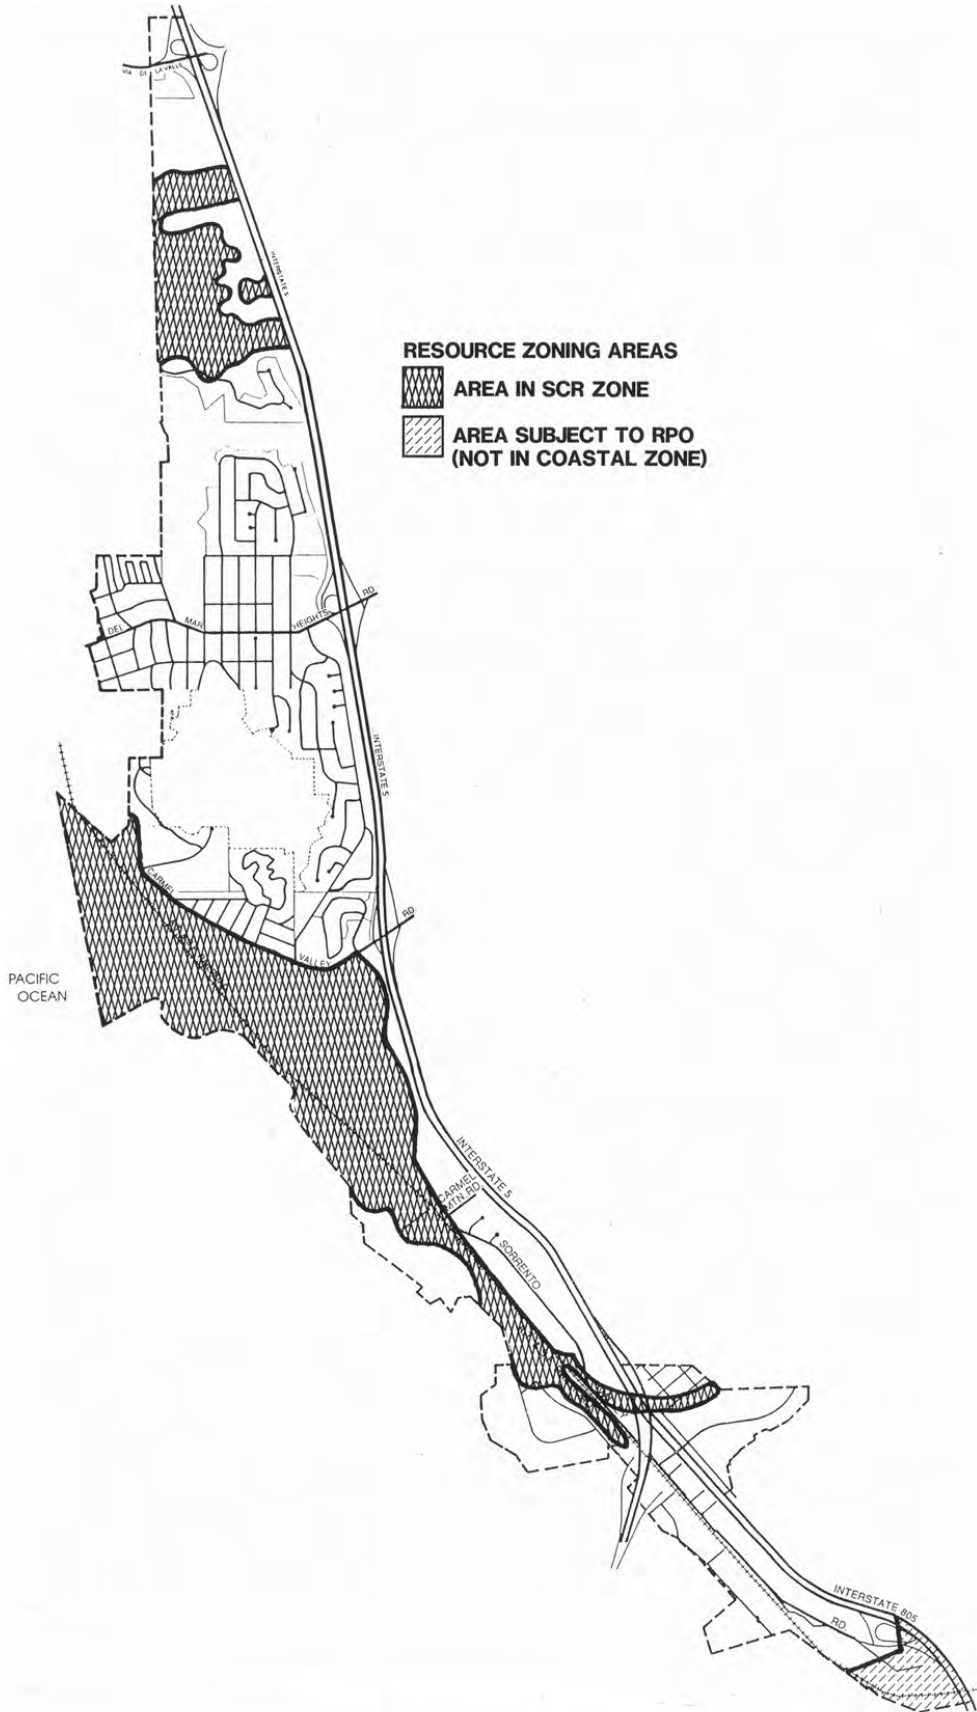 VIA DE LA VALLE
INTERSTATE 5
RESOURCE ZONING AREAS
AREA IN SCR ZONE
AREA SUBJECT TO RPO
(NOT IN COASTAL ZONE)
DEL MAR HEIGHTS RD.
INTERSTATE 5
CARMEL VALLEY RD.
PACIFIC
OCEAN
INTERSTATE 5
CARMEL
MTN. RD.
SORRENTO
INTERSTATE 805
RD.